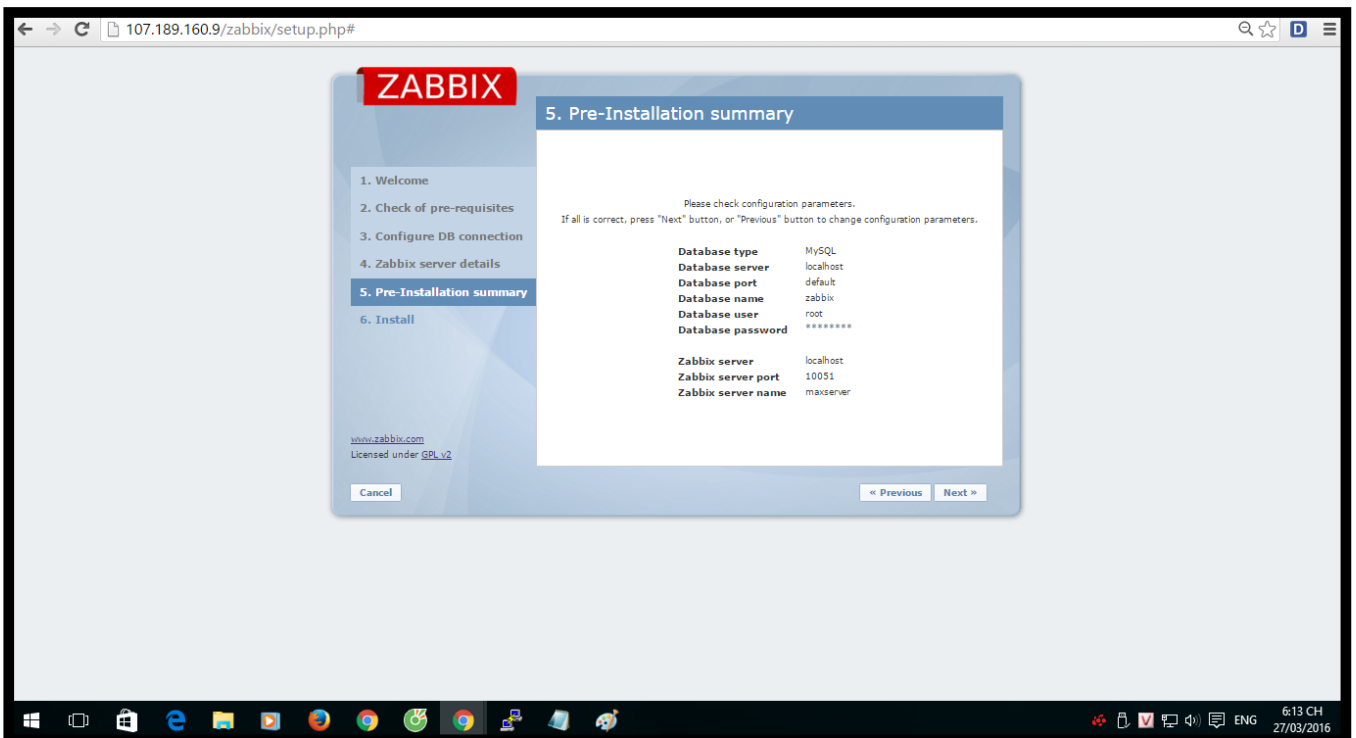 107.189.160.9/zabbix/setup.php#
D
ZABBIX
5. Pre-Installation summary
1. Welcome
2. Check of pre-requisites
3. Configure DB connection
4. Zabbix server details
5. Pre-Installation summary
6. Install
www.zabbix.com
Licensed under GPL v2
Please check configuration parameters.
If all is correct, press "Next" button, or "Previous" button to change configuration parameters.
Database type MySQL
Database server localhost
Database port default
Database name zabbix
Database user root
Database password ********
Zabbix server localhost
Zabbix server port 10051
Zabbix server name maxserver
Cancel
« Previous Next »
V ENG 6:13 CH
27/03/2016